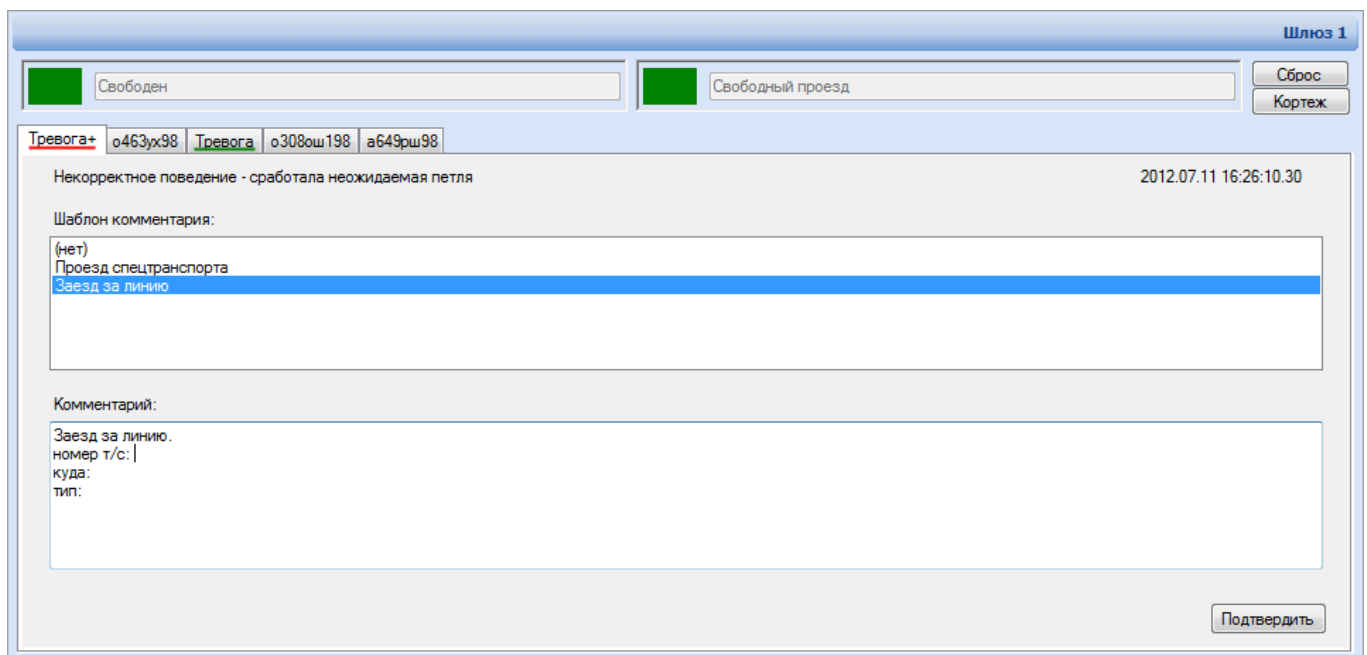 Шлюз 1
Свободен
Свободный проезд
Сброс
Кортеж
Тревога+ о463ух98 Тревога о308ош198 а649рш98
Некорректное поведение - сработала неожидаемая петля 2012.07.11 16:26:10.30
Шаблон комментария:
(нет)
Проезд спецтранспорта
Заезд за линию
Комментарий:
Заезд за линию.
номер т/с:
куда:
тип:
Подтвердить